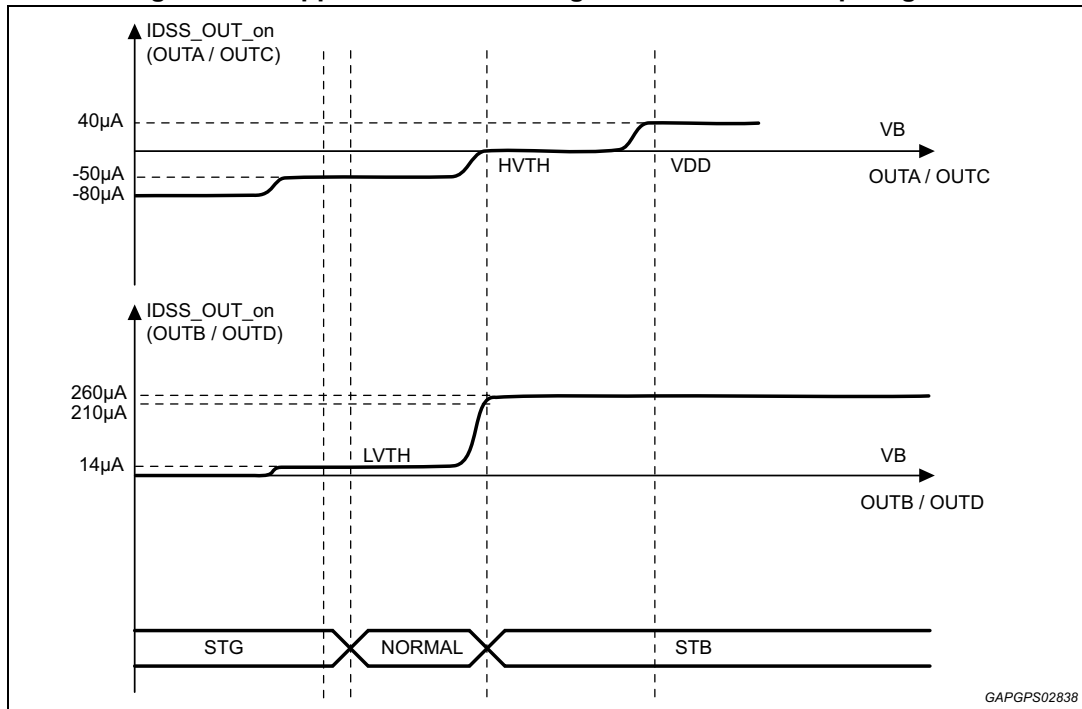 IDSS_OUT_on
(OUTA / OUTC)
40µA
VB
HVTH
VDD
-50µA
OUTA / OUTC
-80µA
IDSS_OUT_on
(OUTB / OUTD)
260µA
210µA
LVTH
VB
14µA
OUTB / OUTD
STG
NORMAL
STB
GAPGPS02838